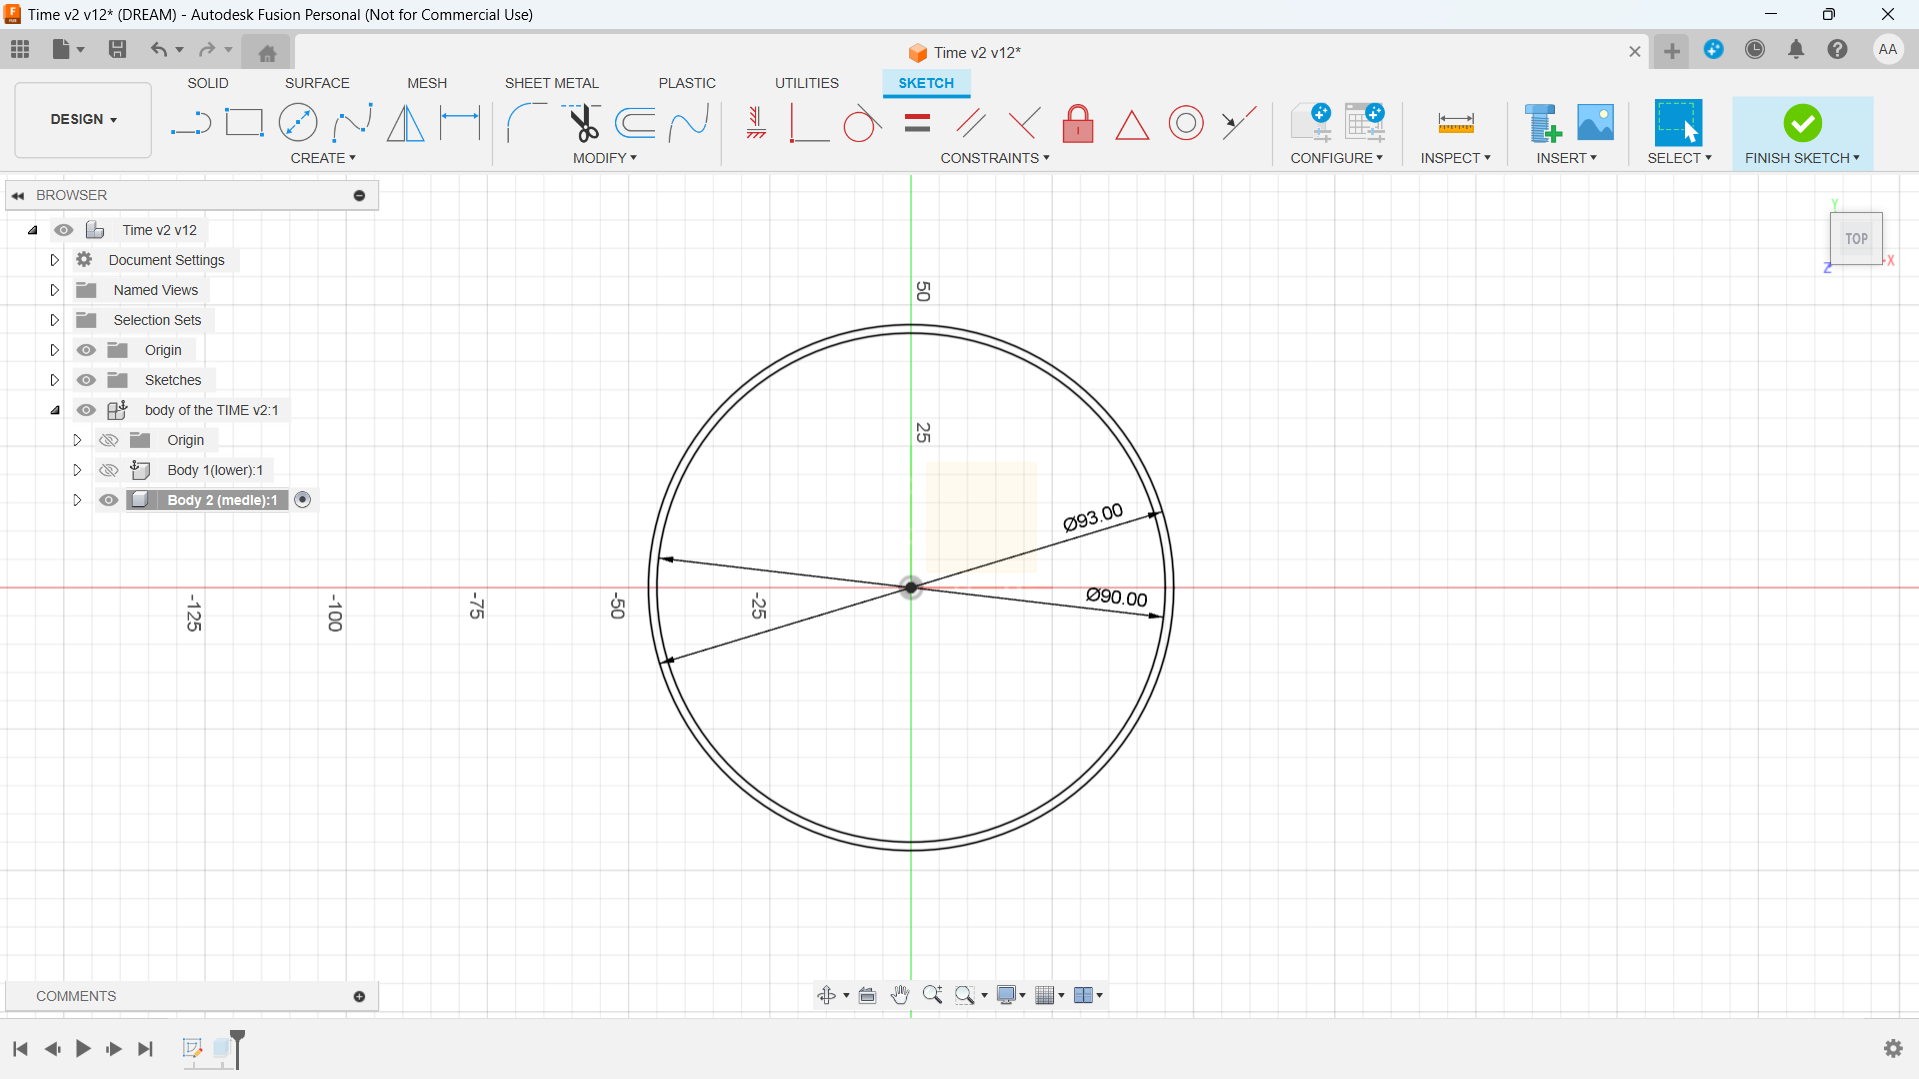 Time v2 v12* (DREAM) - Autodesk Fusion Personal (Not for Commercial Use)
Time v2 v12*
AA
DESIGN
SOLID
SURFACE
MESH
SHEET METAL
PLASTIC
UTILITIES
SKETCH
CREATE
MODIFY
CONSTRAINTS
CONFIGURE
INSPECT
INSERT
SELECT
FINISH SKETCH
BROWSER
Time v2 v12
Document Settings
Named Views
Selection Sets
Origin
Sketches
body of the TIME v2:1
Origin
Body 1(lower):1
Body 2 (medle):1
Y
TOP
X
Z
50
25
Ø93.00
Ø90.00
-125
-100
-75
-50
-25
COMMENTS